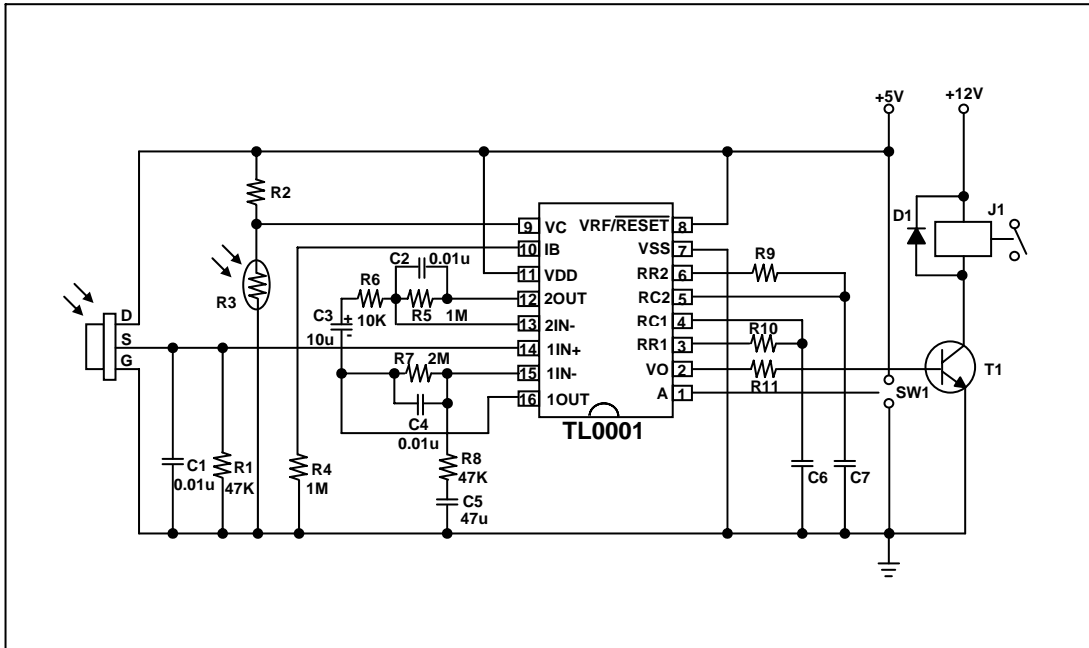 +5V
+12V
R2
D1
J1
9 VC
VRF/RESET 8
10 IB
VSS 7
C2 0.01u
R9
R6
11 VDD
RR2 6
R3
12 2OUT
RC2 5
C3 + 10K R5 1M
D
13 2IN-
RC1 4
-
10u
R10
S
14 1IN+
RR1 3
R7 2M
G
15 1IN-
VO 2
T1
R11
16 1OUT
A 1
SW1
C4
0.01u
TL0001
R8
C1
R1
R4
47K
C6
C7
0.01u
47K
1M
C5
47u